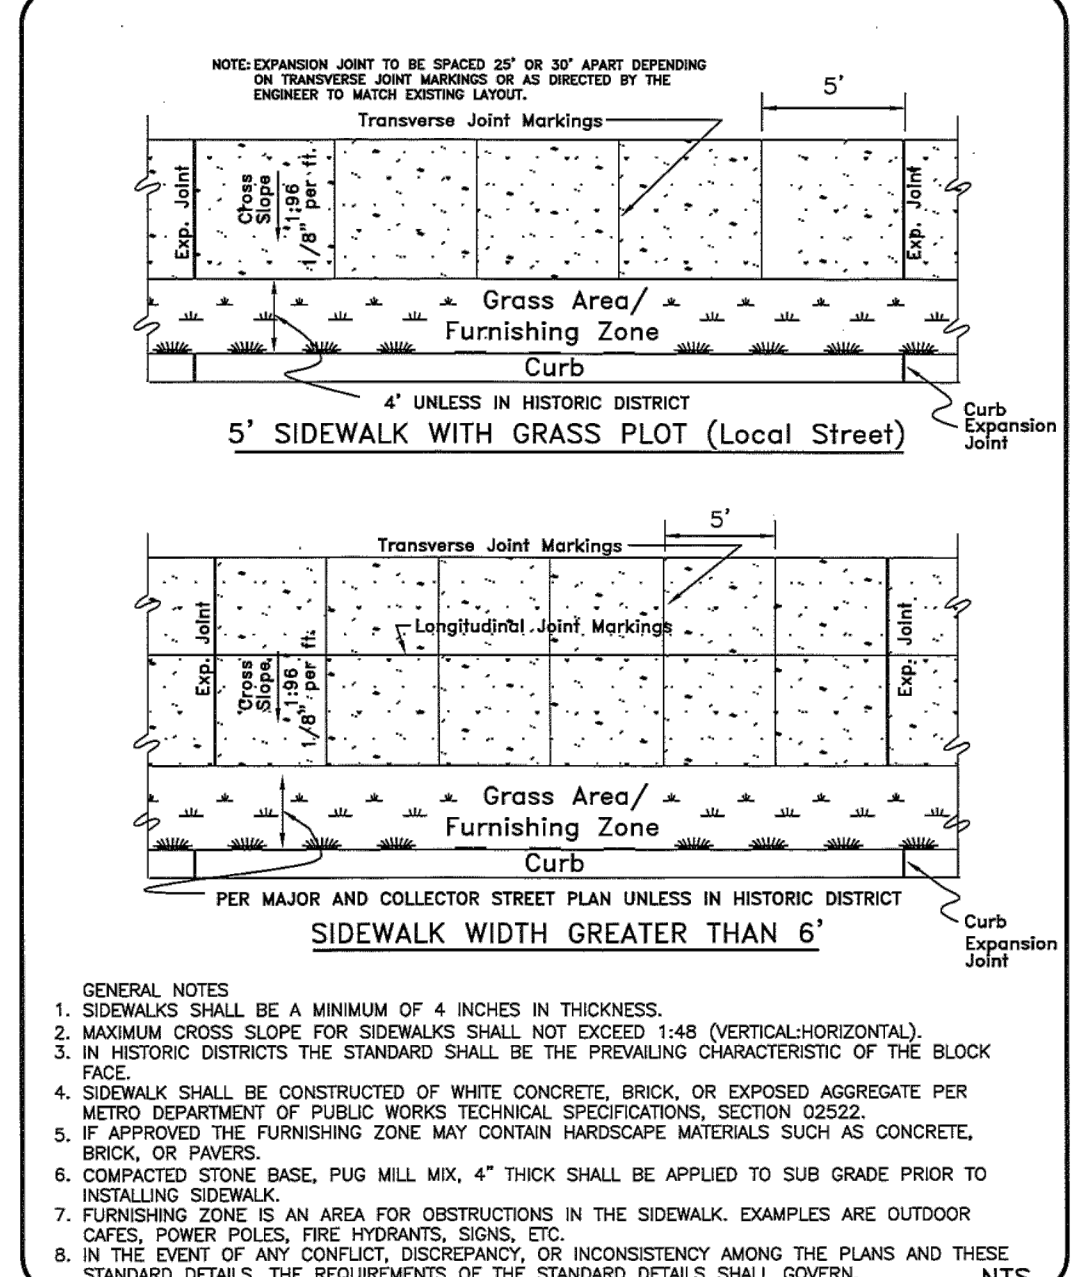 NOTE: EXPANSION JOINT TO BE SPACED 25' OR 30' APART DEPENDING
ON TRANSVERSE JOINT MARKINGS OR AS DIRECTED BY THE
ENGINEER TO MATCH EXISTING LAYOUT.
5'
Transverse Joint Markings
Exp. Joint
Cross
Slope
1:96
1/8" per ft.
Exp. Joint
Grass Area/
Furnishing Zone
Curb
4' UNLESS IN HISTORIC DISTRICT
Curb
Expansion
Joint
5' SIDEWALK WITH GRASS PLOT (Local Street)
5'
Transverse Joint Markings
Longitudinal Joint Markings
Exp. Joint
Cross
Slope
1:96
1/8" per ft.
Exp. Joint
Grass Area/
Furnishing Zone
Curb
PER MAJOR AND COLLECTOR STREET PLAN UNLESS IN HISTORIC DISTRICT
Curb
Expansion
Joint
SIDEWALK WIDTH GREATER THAN 6'
GENERAL NOTES
1. SIDEWALKS SHALL BE A MINIMUM OF 4 INCHES IN THICKNESS.
2. MAXIMUM CROSS SLOPE FOR SIDEWALKS SHALL NOT EXCEED 1:48 (VERTICAL:HORIZONTAL).
3. IN HISTORIC DISTRICTS THE STANDARD SHALL BE THE PREVAILING CHARACTERISTIC OF THE BLOCK
FACE.
4. SIDEWALK SHALL BE CONSTRUCTED OF WHITE CONCRETE, BRICK, OR EXPOSED AGGREGATE PER
METRO DEPARTMENT OF PUBLIC WORKS TECHNICAL SPECIFICATIONS, SECTION 02522.
5. IF APPROVED THE FURNISHING ZONE MAY CONTAIN HARDSCAPE MATERIALS SUCH AS CONCRETE,
BRICK, OR PAVERS.
6. COMPACTED STONE BASE, PUG MILL MIX, 4" THICK SHALL BE APPLIED TO SUB GRADE PRIOR TO
INSTALLING SIDEWALK.
7. FURNISHING ZONE IS AN AREA FOR OBSTRUCTIONS IN THE SIDEWALK. EXAMPLES ARE OUTDOOR
CAFES, POWER POLES, FIRE HYDRANTS, SIGNS, ETC.
8. IN THE EVENT OF ANY CONFLICT, DISCREPANCY, OR INCONSISTENCY AMONG THE PLANS AND THESE
STANDARD DETAILS, THE REQUIREMENTS OF THE STANDARD DETAILS SHALL GOVERN.
NTS